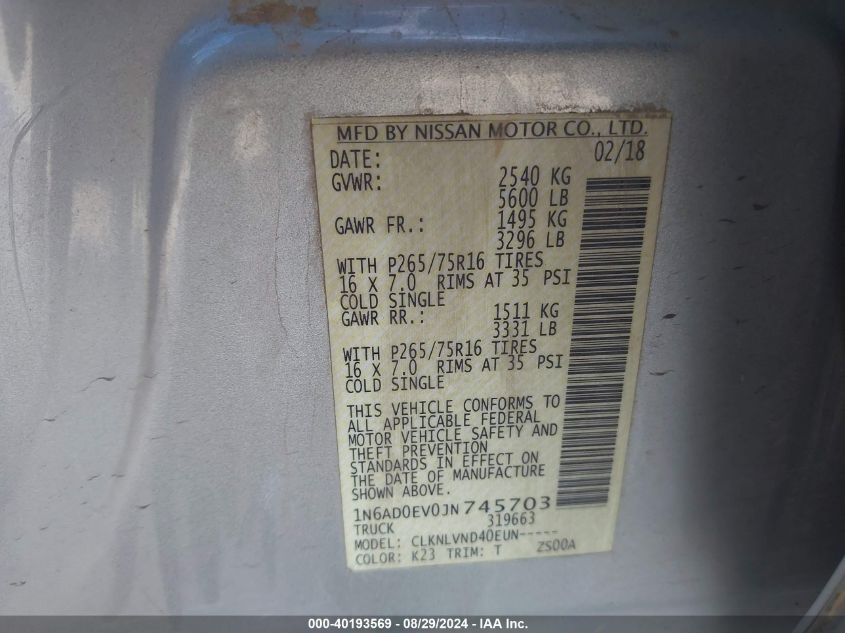 MFD BY NISSAN MOTOR CO., LTD.
DATE: 02/18
GVWR: 2540 KG
5600 LB
GAWR FR.: 1495 KG
3296 LB
WITH P265/75R16 TIRES
16 X 7.0 RIMS AT 35 PSI
COLD SINGLE
GAWR RR.: 1511 KG
3331 LB
WITH P265/75R16 TIRES
16 X 7.0 RIMS AT 35 PSI
COLD SINGLE
THIS VEHICLE CONFORMS TO
ALL APPLICABLE FEDERAL
MOTOR VEHICLE SAFETY AND
THEFT PREVENTION
STANDARDS IN EFFECT ON
THE DATE OF MANUFACTURE
SHOWN ABOVE.
1N6AD0EV0JN745703
TRUCK 319663
MODEL: CLKNLVND40EUN-----
COLOR: K23 TRIM: T ZS00A
000-40193569 - 08/29/2024 - IAA Inc.